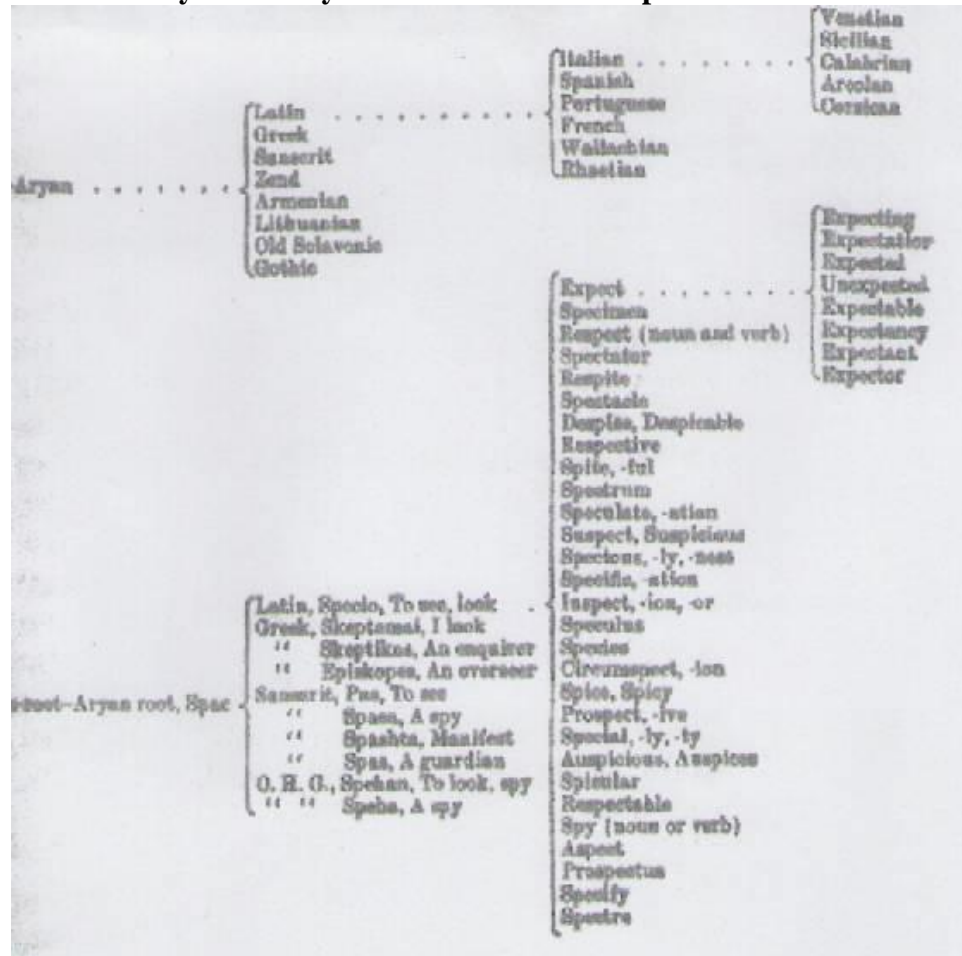 -Aryan
Latin
Greek
Sanscrit
Zend
Armenian
Lithuanian
Old Sclavonic
Gothic
Italian
Spanish
Portuguese
French
Wallachian
Rhaetian
Venetian
Sicilian
Calabrian
Corsican
-Aryan root, Spac
Latin, Specio, To see, look
Greek, Skeptamai, I look
" Skeptikos, An enquirer
" Episkopos, An overseer
Sanscrit, Pas, To see
" Spasa, A spy
" Spashta, Manifest
" Spas, A guardian
O. H. G., Spehan, To look, spy
" " Speha, A spy
Expect
Specimen
Respect (noun and verb)
Spectator
Respite
Spectacle
Despise, Despicable
Respective
Spite, -ful
Spectrum
Speculate, -ation
Suspect, Suspicious
Specious, -ly, -ness
Specific, -ation
Inspect, -ion, -or
Speculus
Species
Circumspect, -ion
Spice, Spicy
Prospect, -ive
Special, -ly, -ty
Auspicious, Auspices
Spicular
Respectable
Spy (noun or verb)
Aspect
Prospectus
Specify
Spectre
Expecting
Expectation
Expected
Unexpected
Expectable
Expectancy
Expectant
Expector